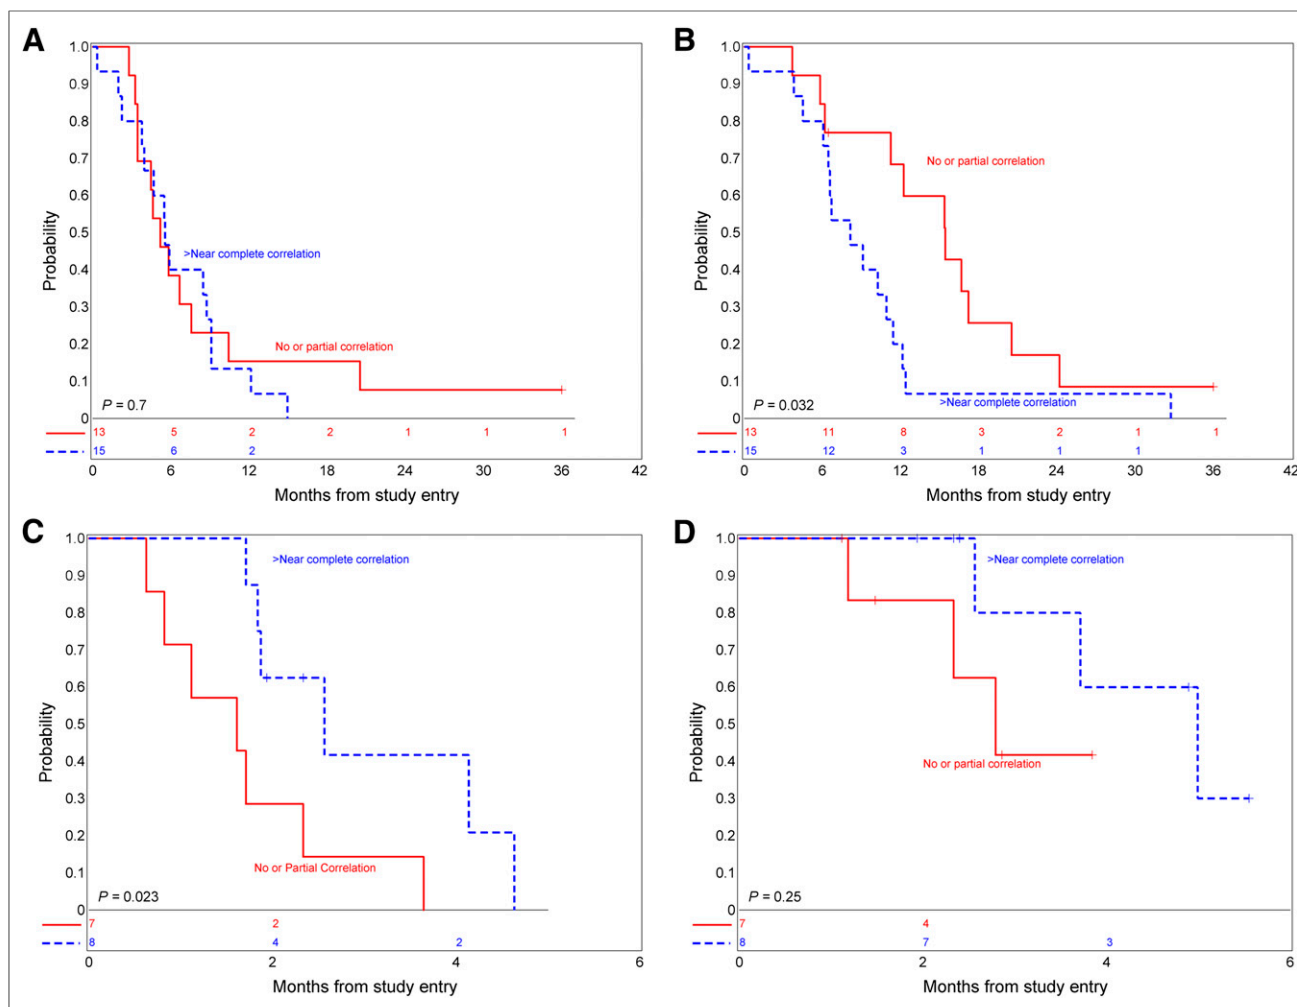 A
1.0
0.9
0.8
0.7
0.6
0.5
0.4
0.3
0.2
0.1
0
Probability
>Near complete correlation
No or partial correlation
P = 0.7
13 5 2 2 1 1 1
15 6 2
0 6 12 18 24 30 36 42
Months from study entry
B
1.0
0.9
0.8
0.7
0.6
0.5
0.4
0.3
0.2
0.1
0
Probability
No or partial correlation
>Near complete correlation
P = 0.032
13 11 8 3 2 1 1
15 12 3 1 1 1
0 6 12 18 24 30 36 42
Months from study entry
C
1.0
0.9
0.8
0.7
0.6
0.5
0.4
0.3
0.2
0.1
0
Probability
>Near complete correlation
No or Partial Correlation
P = 0.023
7 2
8 4 2
0 2 4 6
Months from study entry
D
1.0
0.9
0.8
0.7
0.6
0.5
0.4
0.3
0.2
0.1
0
Probability
>Near complete correlation
No or partial correlation
P = 0.25
7 4
8 7 3
0 2 4 6
Months from study entry